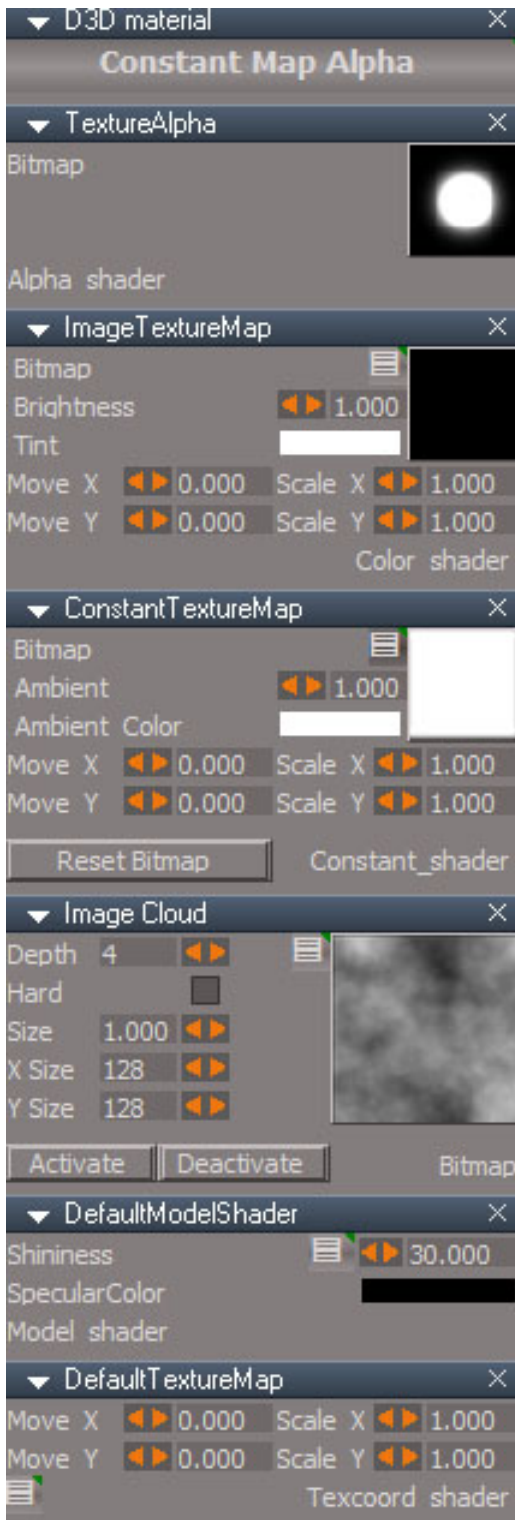 D3D material
Constant Map Alpha
TextureAlpha
Bitmap
Alpha shader
ImageTextureMap
Bitmap
Brightness 1.000
Tint
Move X 0.000 Scale X 1.000
Move Y 0.000 Scale Y 1.000
Color shader
ConstantTextureMap
Bitmap
Ambient 1.000
Ambient Color
Move X 0.000 Scale X 1.000
Move Y 0.000 Scale Y 1.000
Reset Bitmap Constant_shader
Image Cloud
Depth 4
Hard
Size 1.000
X Size 128
Y Size 128
Activate Deactivate Bitmap
DefaultModelShader
Shininess 30.000
SpecularColor
Model shader
DefaultTextureMap
Move X 0.000 Scale X 1.000
Move Y 0.000 Scale Y 1.000
Texcoord shader